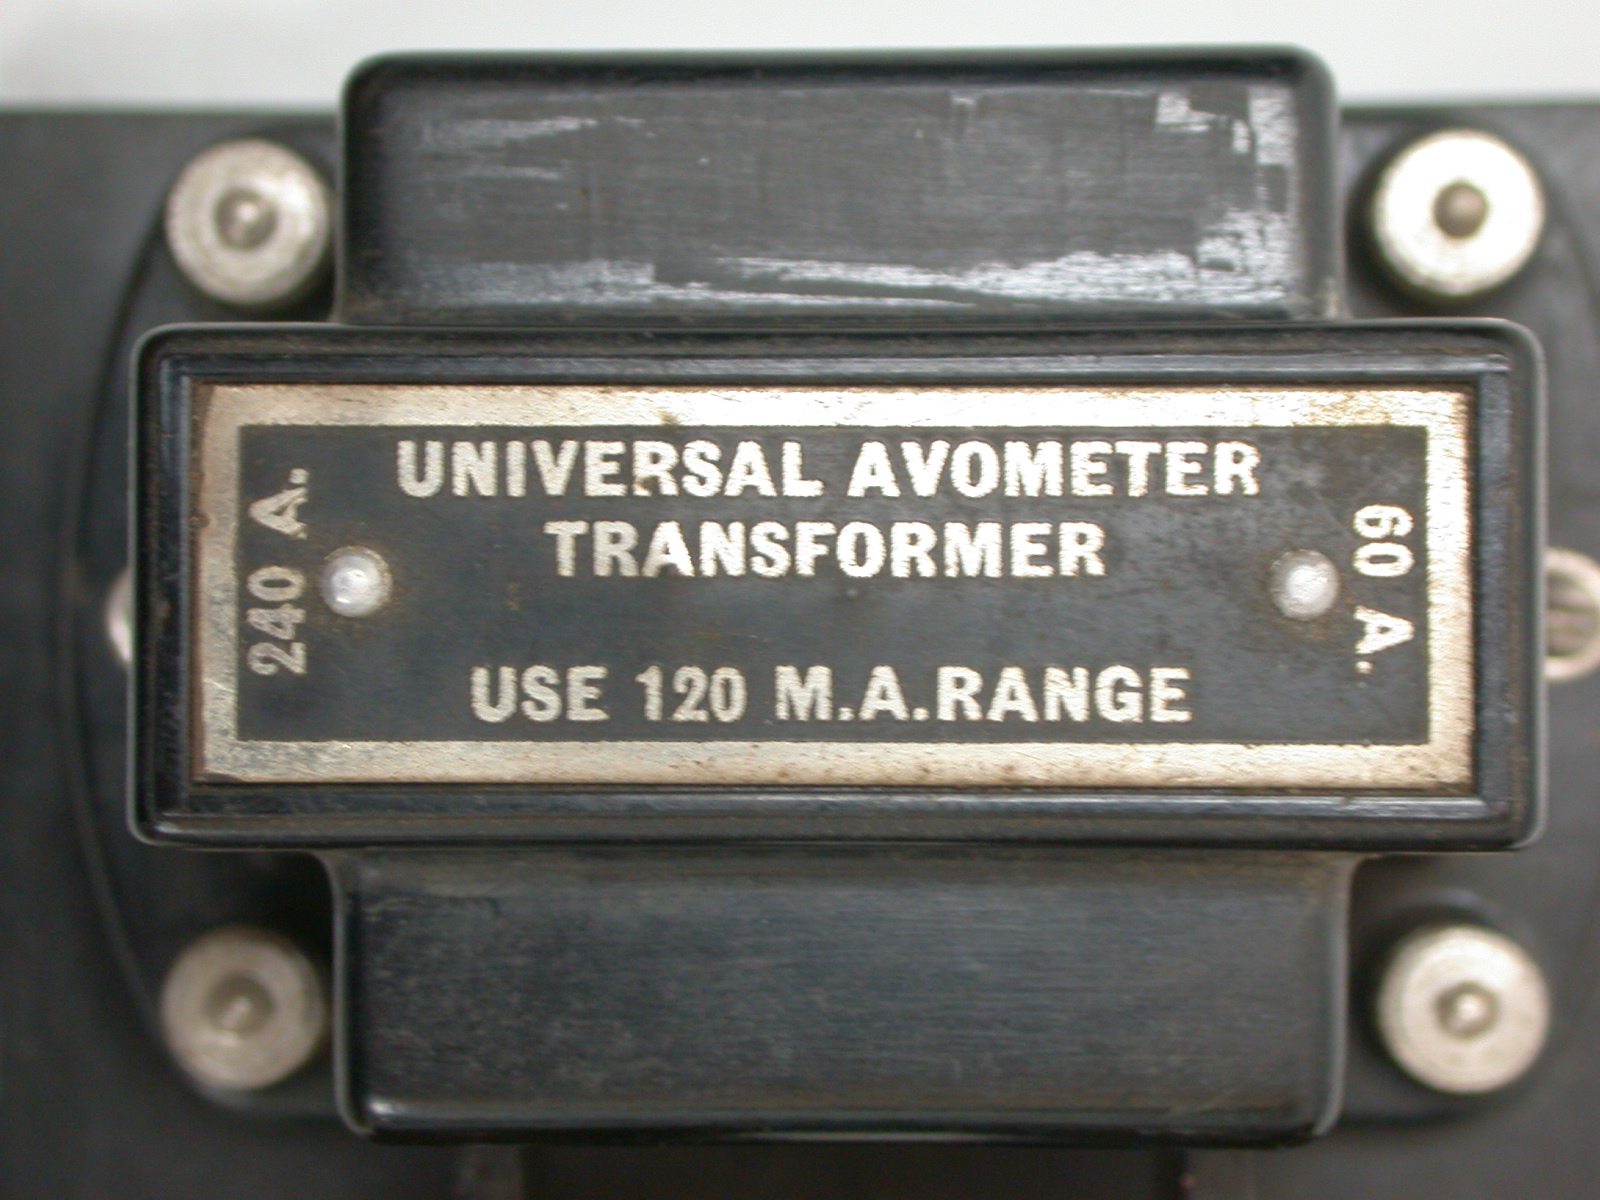 UNIVERSAL AVOMETER
TRANSFORMER
240 A.
60 A.
USE 120 M.A.RANGE